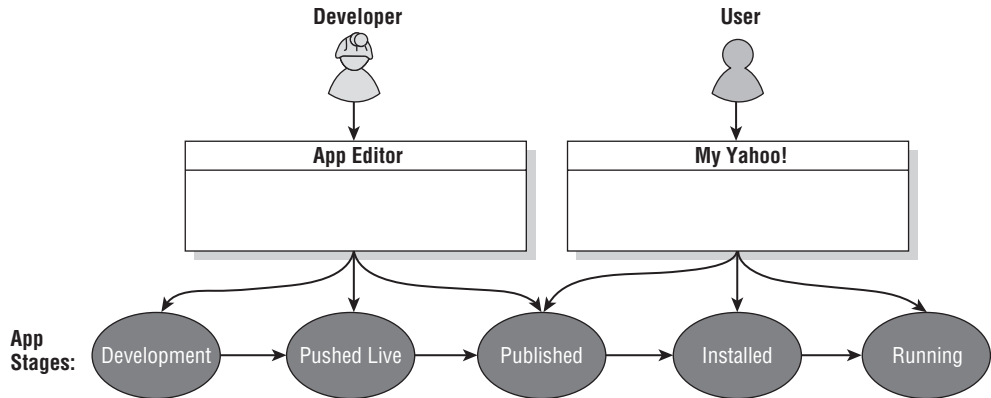 Developer
User
App Editor
My Yahoo!
App
Stages:
Development
Pushed Live
Published
Installed
Running